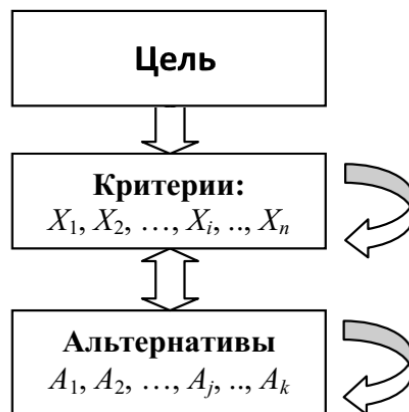 Цель
Критерии:
X₁, X₂, …, Xᵢ, .., Xₙ
Альтернативы
A₁, A₂, …, Aⱼ, .., Aₖ